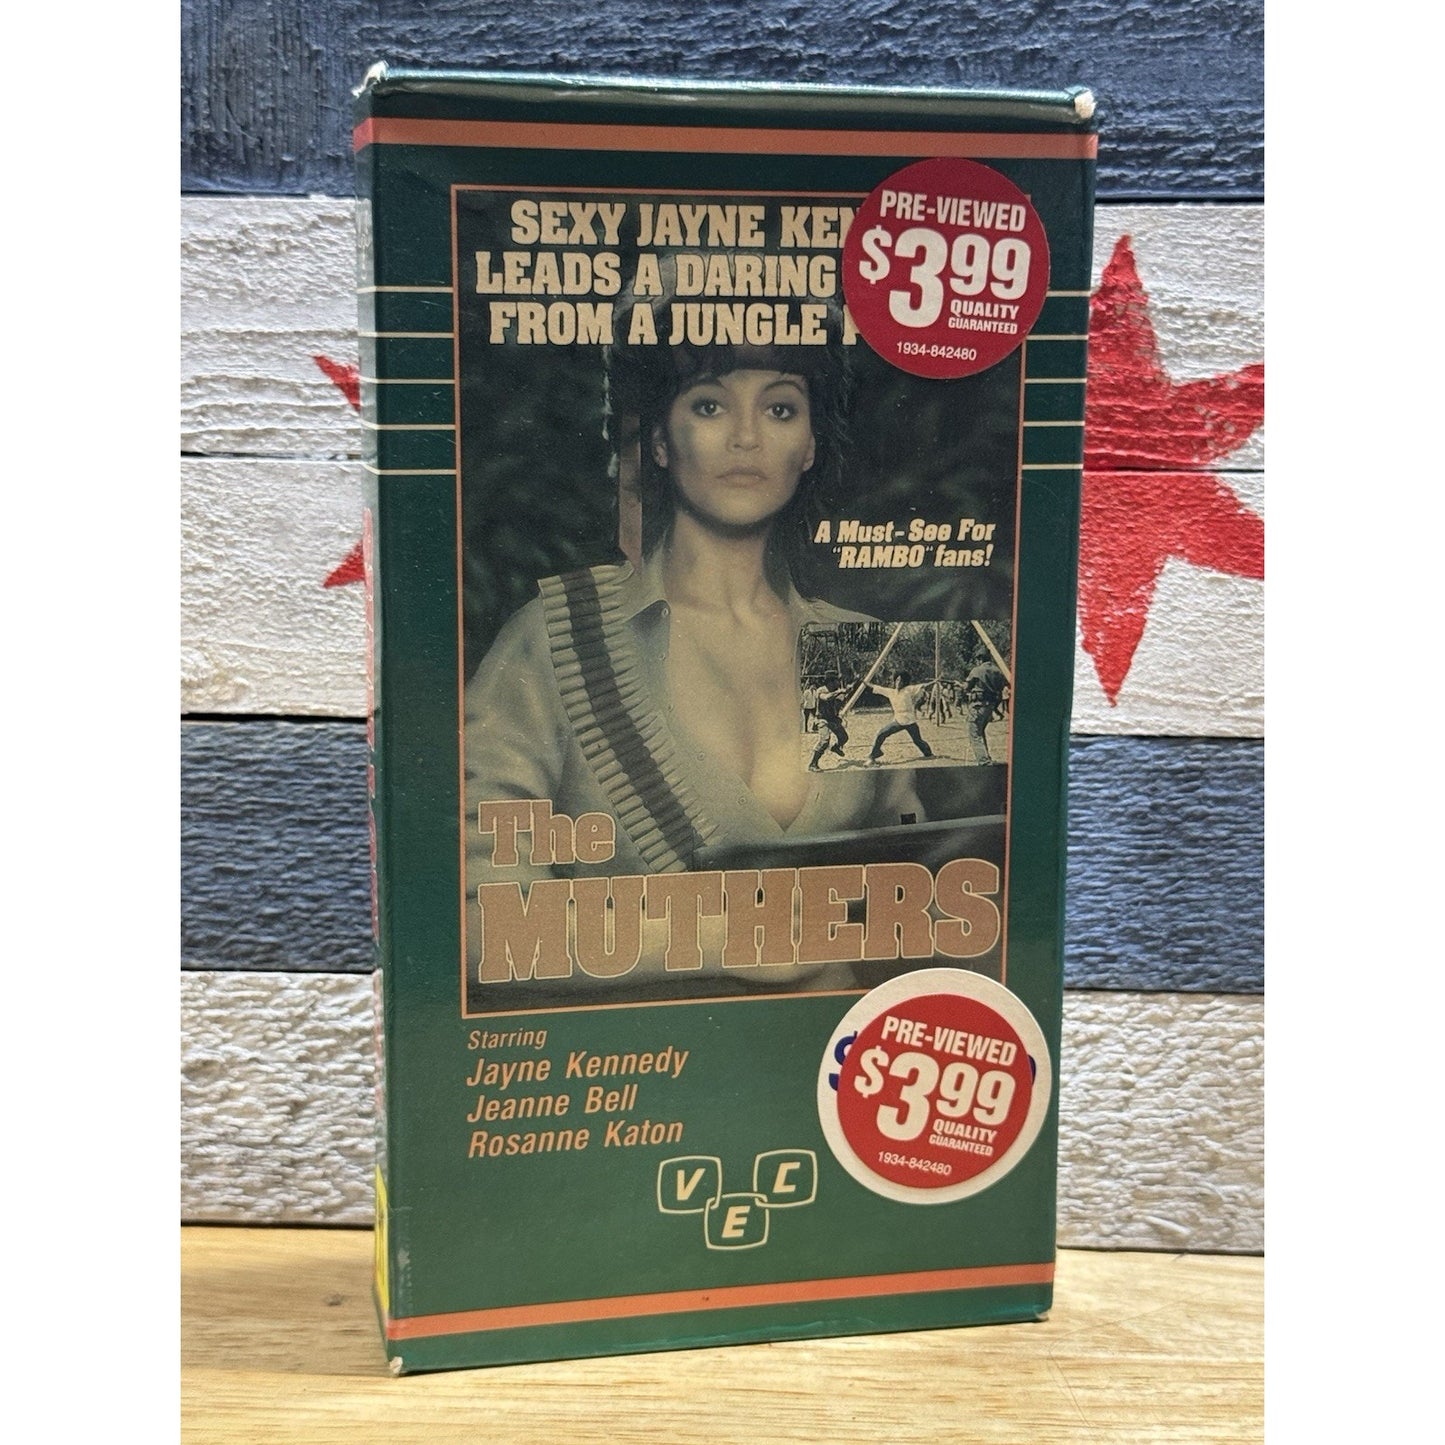 SEXY JAYNE KEN
LEADS A DARING
FROM A JUNGLE
PRE-VIEWED
$3.99
QUALITY
GUARANTEED
1934-842480
A Must-See For
"RAMBO" fans!
The
MUTHERS
Starring
Jayne Kennedy
Jeanne Bell
Rosanne Katon
V E C
PRE-VIEWED
$3.99
QUALITY
GUARANTEED
1934-842480